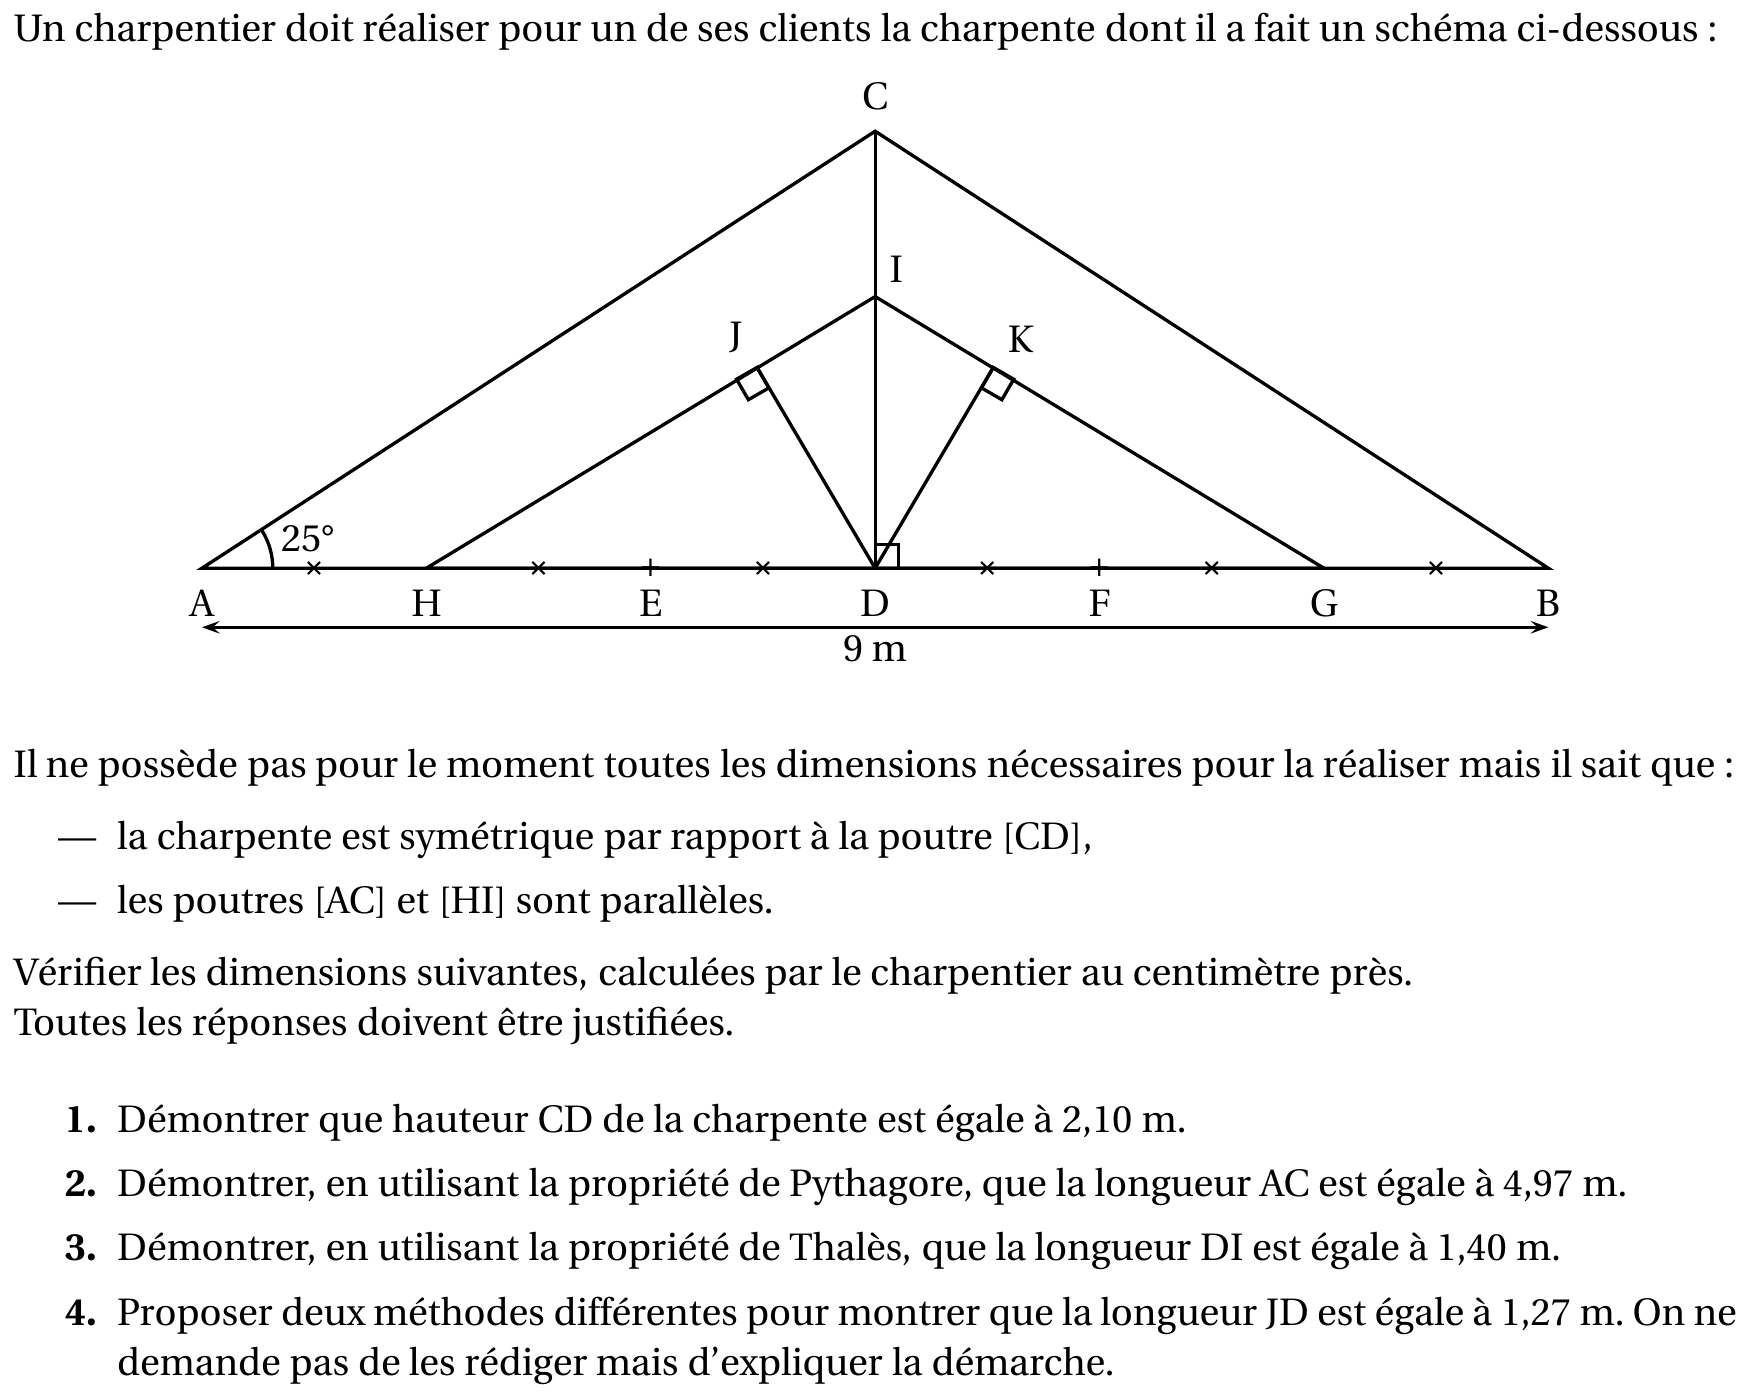 Un charpentier doit réaliser pour un de ses clients la charpente dont il a fait un schéma ci-dessous :
C
I
J
K
25°
A H E D F G B
9 m
Il ne possède pas pour le moment toutes les dimensions nécessaires pour la réaliser mais il sait que :
— la charpente est symétrique par rapport à la poutre [CD],
— les poutres [AC] et [HI] sont parallèles.
Vérifier les dimensions suivantes, calculées par le charpentier au centimètre près.
Toutes les réponses doivent être justifiées.
1. Démontrer que hauteur CD de la charpente est égale à 2,10 m.
2. Démontrer, en utilisant la propriété de Pythagore, que la longueur AC est égale à 4,97 m.
3. Démontrer, en utilisant la propriété de Thalès, que la longueur DI est égale à 1,40 m.
4. Proposer deux méthodes différentes pour montrer que la longueur JD est égale à 1,27 m. On ne
demande pas de les rédiger mais d'expliquer la démarche.